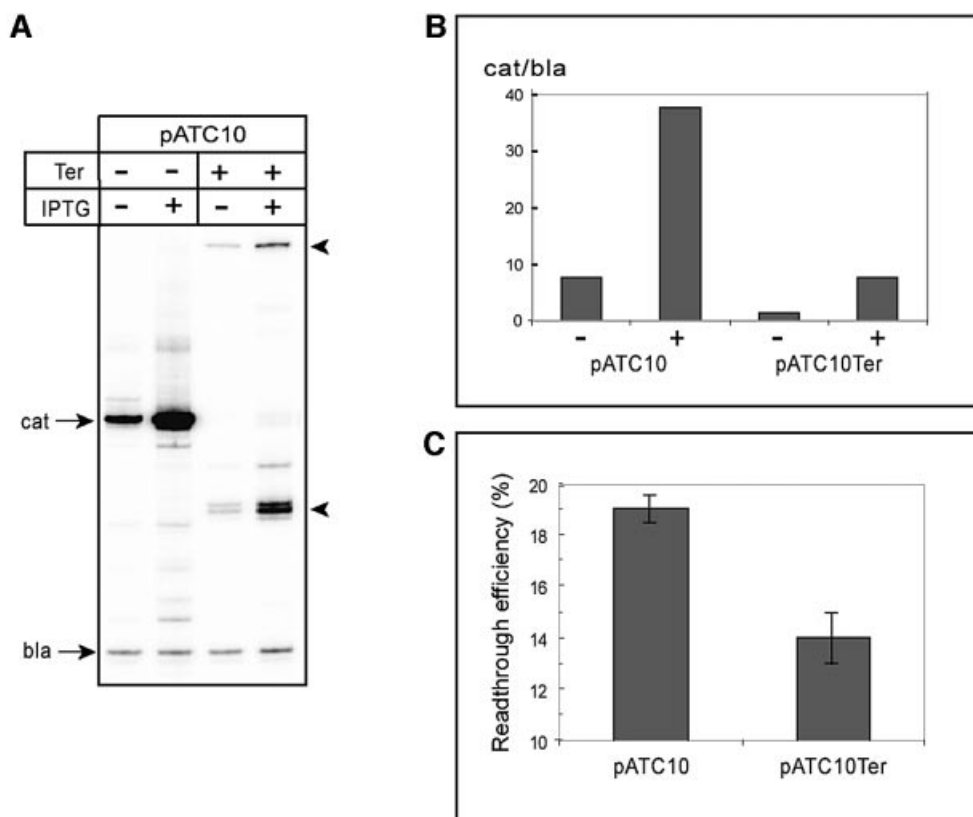 A
pATC10
Ter - - + +
IPTG - + - +
cat
bla
B
cat/bla
40
30
20
10
0
- + - +
pATC10 pATC10Ter
C
Readthrough efficiency (%)
20
18
16
14
12
10
pATC10 pATC10Ter